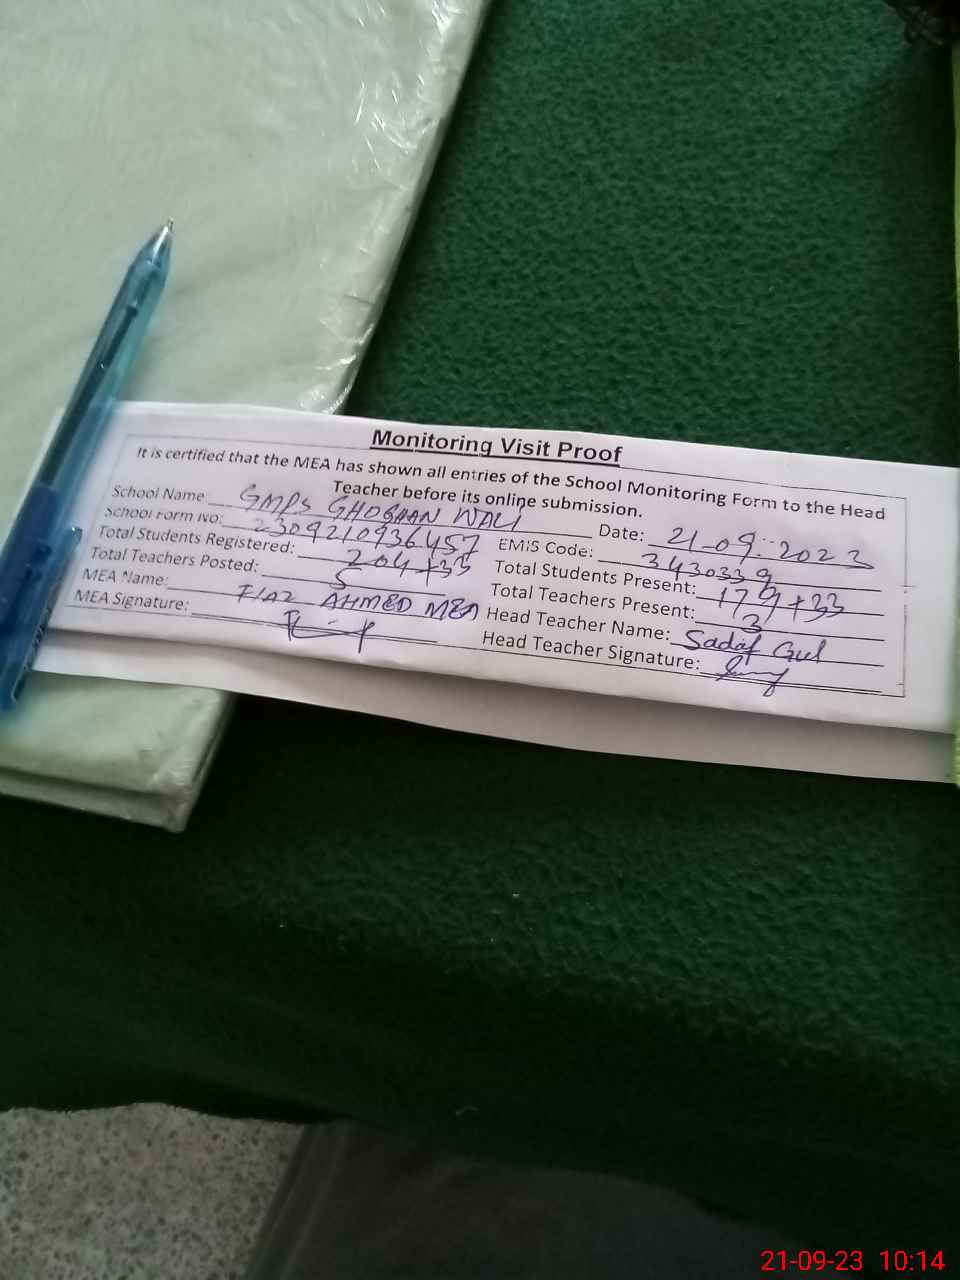 Monitoring Visit Proof
It is certified that the MEA has shown all entries of the School Monitoring Form to the Head
Teacher before its online submission.
School Name GMPS GHOGHAN WALI Date: 21-09-2023
School Form No: 2309210936457 EMIS Code: 3430339
Total Students Registered: 204+33 Total Students Present: 179+33
Total Teachers Posted: 5 Total Teachers Present: 3
MEA Name: FIAZ AHMED MEA Head Teacher Name: Sadaf Gul
MEA Signature: Head Teacher Signature:
21-09-23 10:14